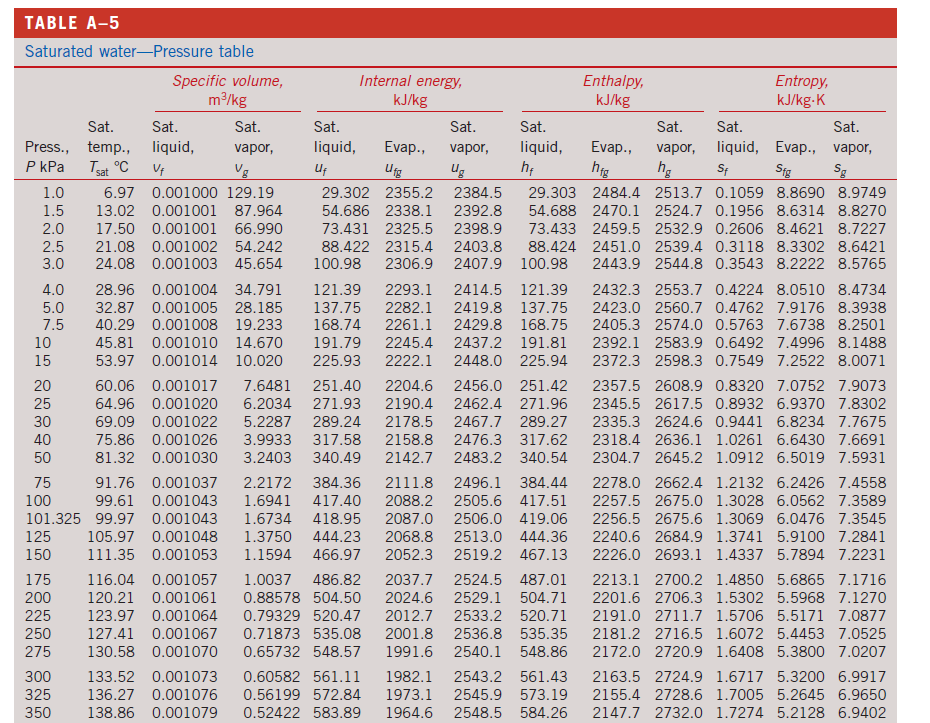 TABLE A–5
Saturated water—Pressure table
Specific volume, Internal energy, Enthalpy, Entropy,
m³/kg kJ/kg kJ/kg kJ/kg·K
Sat. Sat. Sat. Sat. Sat. Sat. Sat. Sat. Sat.
Press., temp., liquid, vapor, liquid, Evap., vapor, liquid, Evap., vapor, liquid, Evap., vapor,
P kPa Tsat °C vf vg uf ufg ug hf hfg hg sf sfg sg
1.0 6.97 0.001000 129.19 29.302 2355.2 2384.5 29.303 2484.4 2513.7 0.1059 8.8690 8.9749
1.5 13.02 0.001001 87.964 54.686 2338.1 2392.8 54.688 2470.1 2524.7 0.1956 8.6314 8.8270
2.0 17.50 0.001001 66.990 73.431 2325.5 2398.9 73.433 2459.5 2532.9 0.2606 8.4621 8.7227
2.5 21.08 0.001002 54.242 88.422 2315.4 2403.8 88.424 2451.0 2539.4 0.3118 8.3302 8.6421
3.0 24.08 0.001003 45.654 100.98 2306.9 2407.9 100.98 2443.9 2544.8 0.3543 8.2222 8.5765
4.0 28.96 0.001004 34.791 121.39 2293.1 2414.5 121.39 2432.3 2553.7 0.4224 8.0510 8.4734
5.0 32.87 0.001005 28.185 137.75 2282.1 2419.8 137.75 2423.0 2560.7 0.4762 7.9176 8.3938
7.5 40.29 0.001008 19.233 168.74 2261.1 2429.8 168.75 2405.3 2574.0 0.5763 7.6738 8.2501
10 45.81 0.001010 14.670 191.79 2245.4 2437.2 191.81 2392.1 2583.9 0.6492 7.4996 8.1488
15 53.97 0.001014 10.020 225.93 2222.1 2448.0 225.94 2372.3 2598.3 0.7549 7.2522 8.0071
20 60.06 0.001017 7.6481 251.40 2204.6 2456.0 251.42 2357.5 2608.9 0.8320 7.0752 7.9073
25 64.96 0.001020 6.2034 271.93 2190.4 2462.4 271.96 2345.5 2617.5 0.8932 6.9370 7.8302
30 69.09 0.001022 5.2287 289.24 2178.5 2467.7 289.27 2335.3 2624.6 0.9441 6.8234 7.7675
40 75.86 0.001026 3.9933 317.58 2158.8 2476.3 317.62 2318.4 2636.1 1.0261 6.6430 7.6691
50 81.32 0.001030 3.2403 340.49 2142.7 2483.2 340.54 2304.7 2645.2 1.0912 6.5019 7.5931
75 91.76 0.001037 2.2172 384.36 2111.8 2496.1 384.44 2278.0 2662.4 1.2132 6.2426 7.4558
100 99.61 0.001043 1.6941 417.40 2088.2 2505.6 417.51 2257.5 2675.0 1.3028 6.0562 7.3589
101.325 99.97 0.001043 1.6734 418.95 2087.0 2506.0 419.06 2256.5 2675.6 1.3069 6.0476 7.3545
125 105.97 0.001048 1.3750 444.23 2068.8 2513.0 444.36 2240.6 2684.9 1.3741 5.9100 7.2841
150 111.35 0.001053 1.1594 466.97 2052.3 2519.2 467.13 2226.0 2693.1 1.4337 5.7894 7.2231
175 116.04 0.001057 1.0037 486.82 2037.7 2524.5 487.01 2213.1 2700.2 1.4850 5.6865 7.1716
200 120.21 0.001061 0.88578 504.50 2024.6 2529.1 504.71 2201.6 2706.3 1.5302 5.5968 7.1270
225 123.97 0.001064 0.79329 520.47 2012.7 2533.2 520.71 2191.0 2711.7 1.5706 5.5171 7.0877
250 127.41 0.001067 0.71873 535.08 2001.8 2536.8 535.35 2181.2 2716.5 1.6072 5.4453 7.0525
275 130.58 0.001070 0.65732 548.57 1991.6 2540.1 548.86 2172.0 2720.9 1.6408 5.3800 7.0207
300 133.52 0.001073 0.60582 561.11 1982.1 2543.2 561.43 2163.5 2724.9 1.6717 5.3200 6.9917
325 136.27 0.001076 0.56199 572.84 1973.1 2545.9 573.19 2155.4 2728.6 1.7005 5.2645 6.9650
350 138.86 0.001079 0.52422 583.89 1964.6 2548.5 584.26 2147.7 2732.0 1.7274 5.2128 6.9402